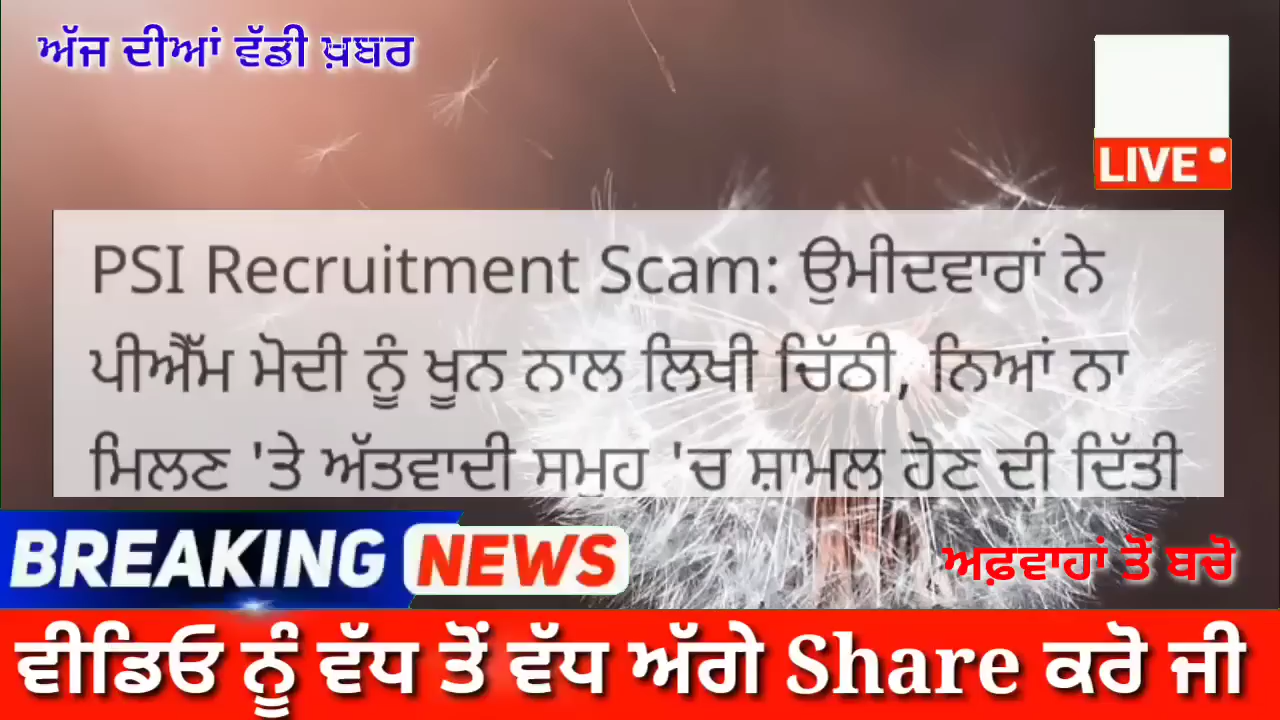 ਅੱਜ ਦੀਆਂ ਵੱਡੀ ਖ਼ਬਰ
LIVE
PSI Recruitment Scam: ਉਮੀਦਵਾਰਾਂ ਨੇ
ਪੀਐੱਮ ਮੋਦੀ ਨੂੰ ਖੂਨ ਨਾਲ ਲਿਖੀ ਚਿੱਠੀ, ਨਿਆਂ ਨਾ
ਮਿਲਣ 'ਤੇ ਅੱਤਵਾਦੀ ਸਮੂਹ 'ਚ ਸ਼ਾਮਲ ਹੋਣ ਦੀ ਦਿੱਤੀ
BREAKING NEWS
ਅਫ਼ਵਾਹਾਂ ਤੋਂ ਬਚੋ
ਵੀਡਿਓ ਨੂੰ ਵੱਧ ਤੋਂ ਵੱਧ ਅੱਗੇ Share ਕਰੋ ਜੀ